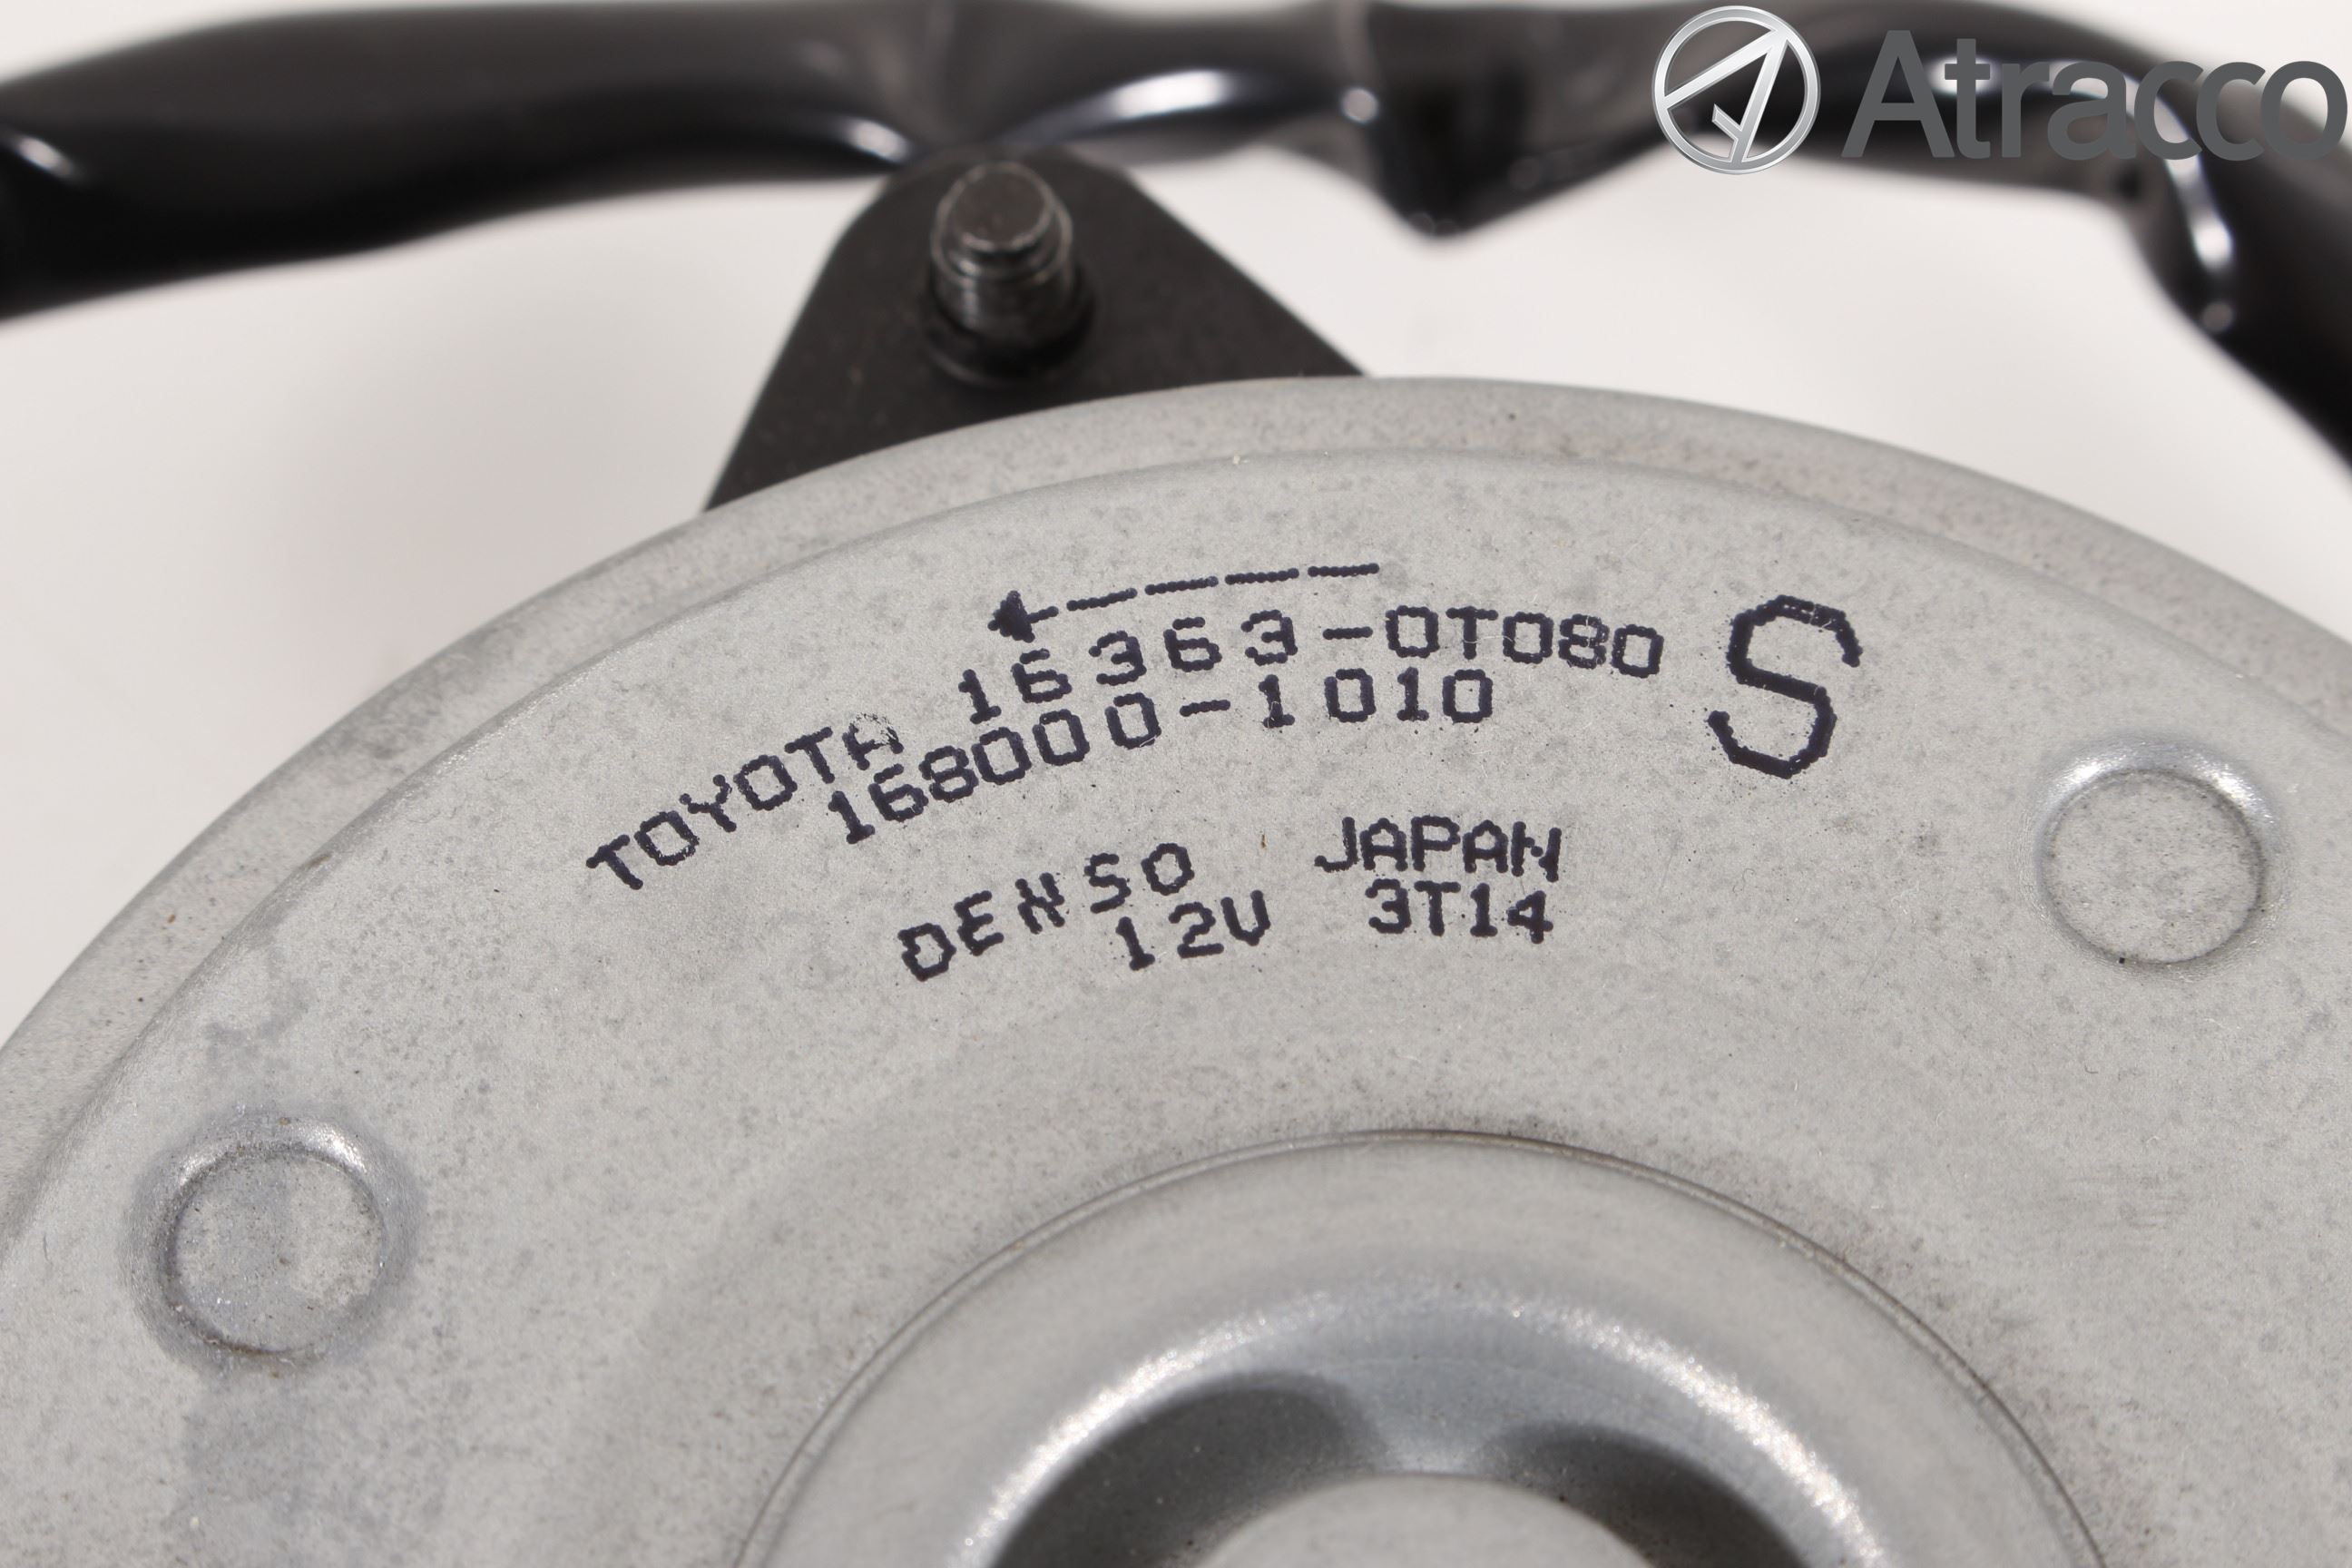 Atracco
TOYOTA 16363-0T080 S
168000-1010
DENSO JAPAN
12V 3T14